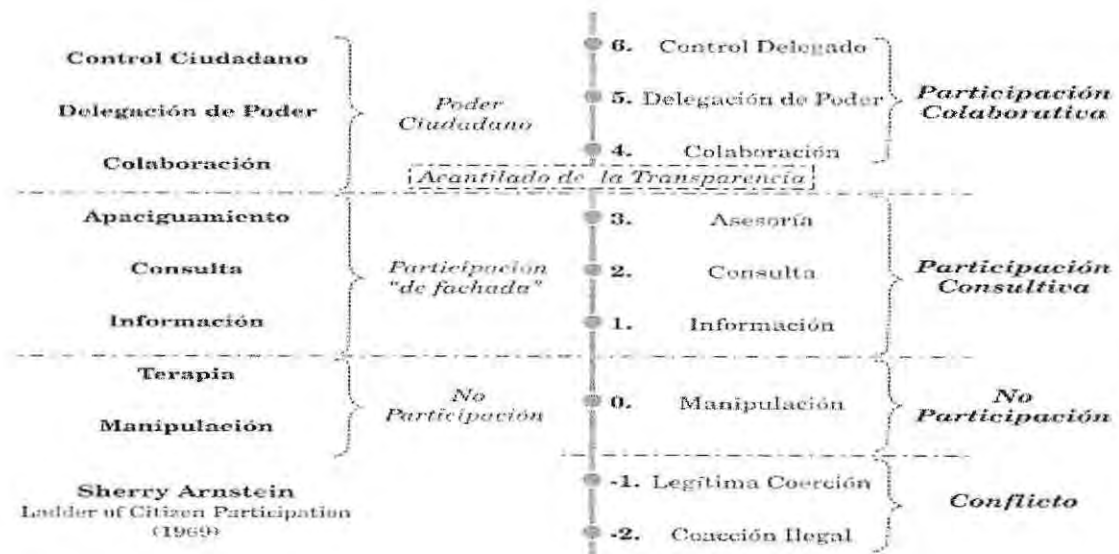 Control Ciudadano
Delegación de Poder
Colaboración
Poder
Ciudadano
Apaciguamiento
Consulta
Información
Participación
"de fachada"
Terapia
Manipulación
No
Participación
Sherry Arnstein
Ladder of Citizen Participation
(1969)
Acantilado de la Transparencia
6. Control Delegado
5. Delegación de Poder
4. Colaboración
Participación
Colaborativa
3. Asesoría
2. Consulta
1. Información
Participación
Consultiva
0. Manipulación
No
Participación
-1. Legítima Coerción
-2. Coacción Ilegal
Conflicto